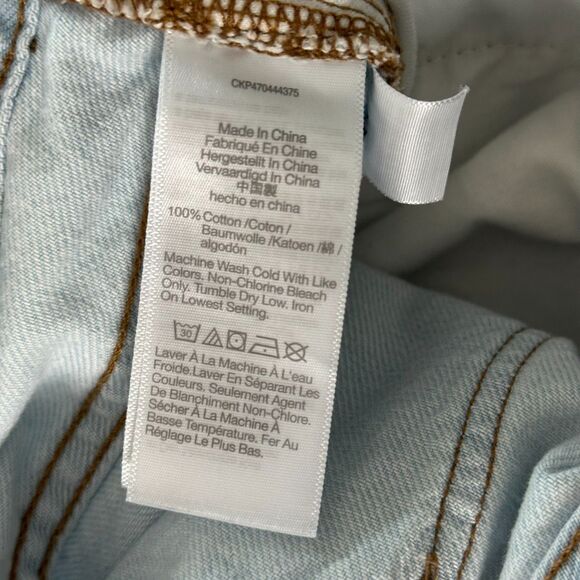 CKP470444375
Made In China
Fabriqué En Chine
Hergestellt In China
Vervaardigd In China
中国製
hecho en china
100% Cotton /Coton /
Baumwolle /Katoen /綿 /
algodón
Machine Wash Cold With Like
Colors. Non-Chlorine Bleach
Only. Tumble Dry Low. Iron
On Lowest Setting.
30
Laver À La Machine À L'eau
Froide.Laver En Séparant Les
Couleurs. Seulement Agent
De Blanchiment Non-Chlore.
Sécher À La Machine À
Basse Température. Fer Au
Réglage Le Plus Bas.